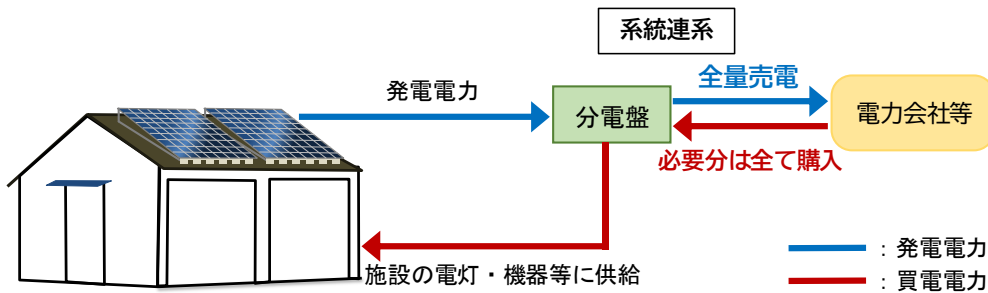 系統連系
全量売電
発電電力
分電盤
電力会社等
必要分は全て購入
施設の電灯・機器等に供給
：発電電力
：買電電力